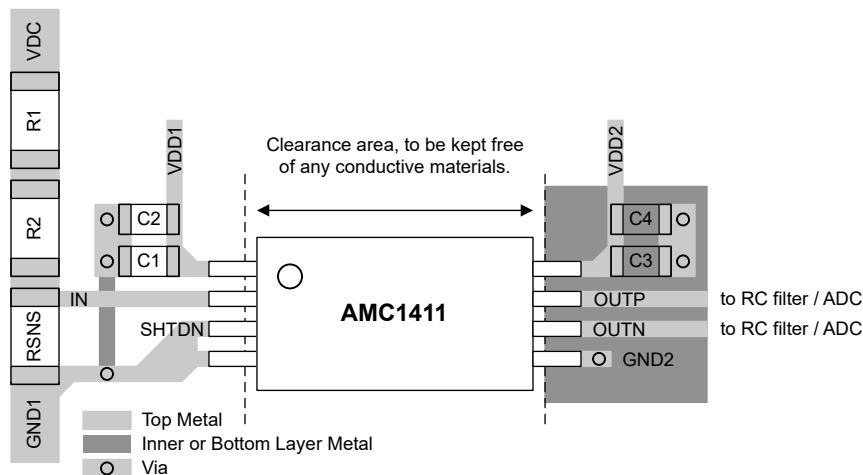 VDC
R1
R2
RSNS
GND1
VDD1
C2
C1
IN
SHTDN
Clearance area, to be kept free
of any conductive materials.
AMC1411
VDD2
C4
C3
OUTP
to RC filter / ADC
OUTN
to RC filter / ADC
GND2
Top Metal
Inner or Bottom Layer Metal
Via